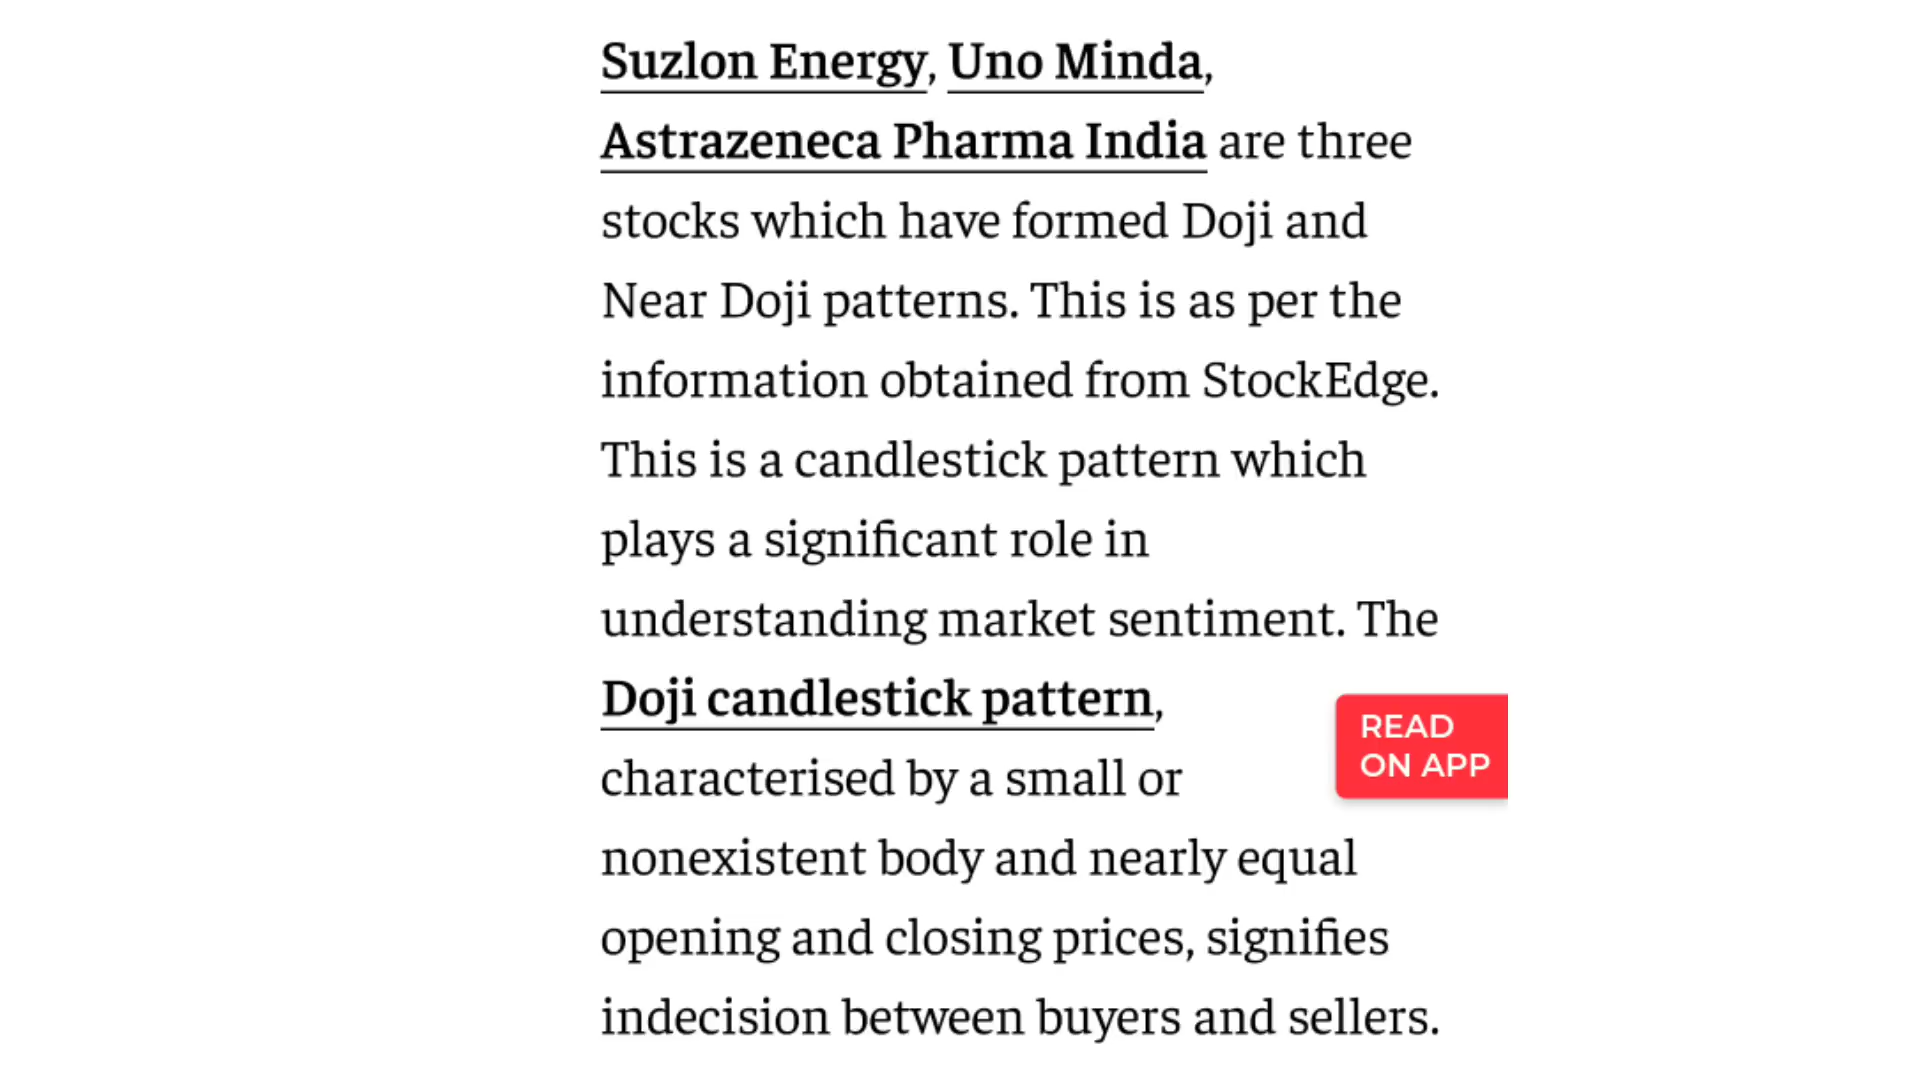 Suzlon Energy, Uno Minda,
Astrazeneca Pharma India are three
stocks which have formed Doji and
Near Doji patterns. This is as per the
information obtained from StockEdge.
This is a candlestick pattern which
plays a significant role in
understanding market sentiment. The
Doji candlestick pattern,
characterised by a small or
nonexistent body and nearly equal
opening and closing prices, signifies
indecision between buyers and sellers.
READ
ON APP